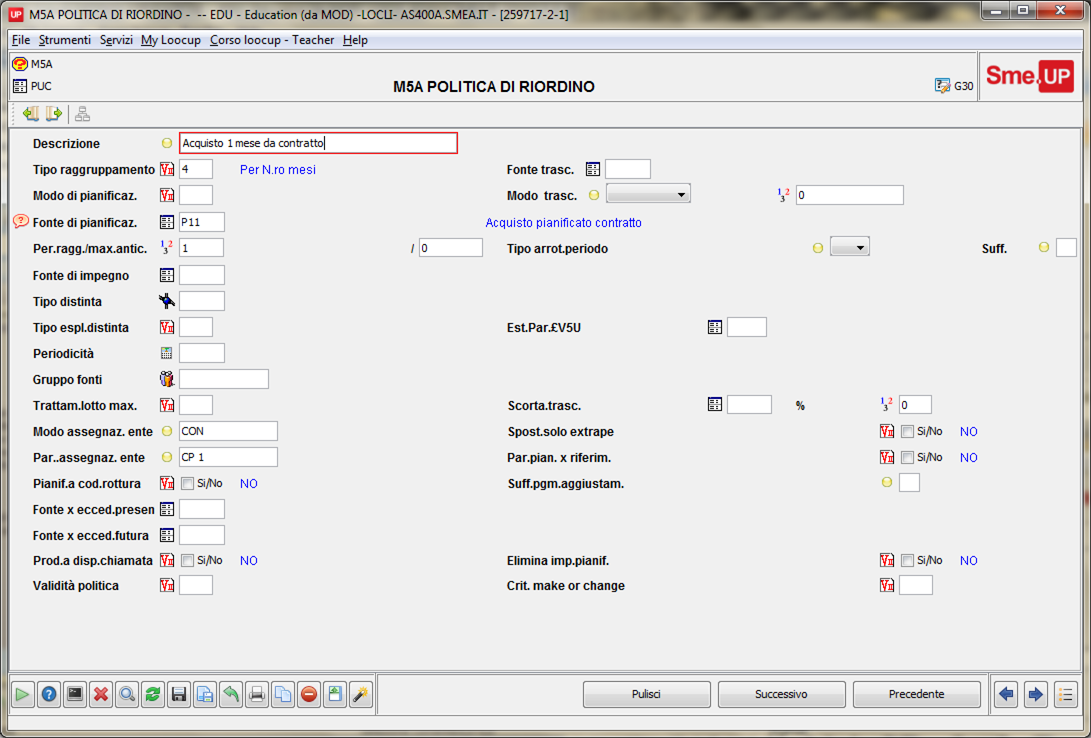 UP M5A POLITICA DI RIORDINO - -- EDU - Education (da MOD) -LOCLI- AS400A.SMEA.IT - [259717-2-1]
File Strumenti Servizi My Loocup Corso loocup - Teacher Help
M5A
PUC M5A POLITICA DI RIORDINO G30 Sme.UP
Descrizione Acquisto 1 mese da contratto
Tipo raggruppamento 4 Per N.ro mesi Fonte trasc.
Modo di pianificaz. Modo trasc. 0
Fonte di pianificaz. P11 Acquisto pianificato contratto
Per.ragg./max.antic. 1 / 0 Tipo arrot.periodo Suff.
Fonte di impegno
Tipo distinta
Tipo espl.distinta Est.Par.£V5U
Periodicità
Gruppo fonti
Trattam.lotto max. Scorta.trasc. % 0
Modo assegnaz. ente CON Spost.solo extrape Si/No NO
Par..assegnaz. ente CP 1 Par.pian. x riferim. Si/No NO
Pianif.a cod.rottura Si/No NO Suff.pgm.aggiustam.
Fonte x ecced.presen
Fonte x ecced.futura
Prod.a disp.chiamata Si/No NO Elimina imp.pianif. Si/No NO
Validità politica Crit. make or change
Pulisci Successivo Precedente